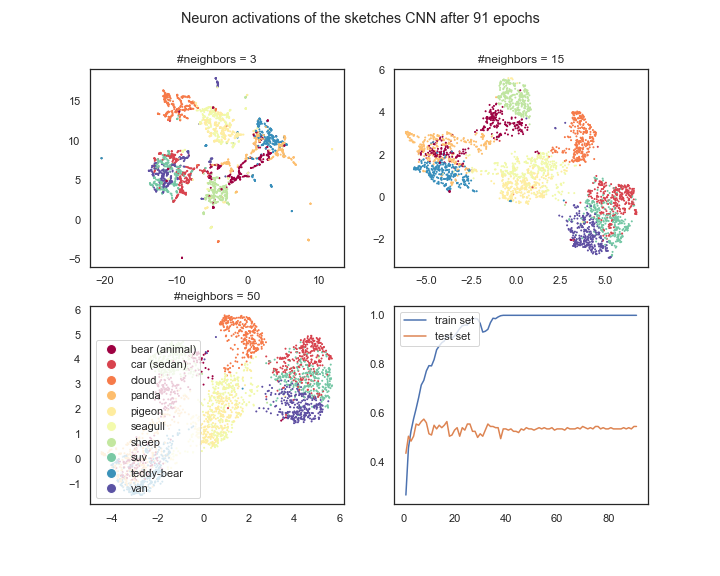 Neuron activations of the sketches CNN after 91 epochs
#neighbors = 3
15
10
5
0
−5
−20
−10
0
10
#neighbors = 15
6
4
2
0
−2
−5.0
−2.5
0.0
2.5
5.0
#neighbors = 50
6
5
4
3
2
1
0
−1
−4
−2
0
2
4
6
bear (animal)
car (sedan)
cloud
panda
pigeon
seagull
sheep
suv
teddy-bear
van
1.0
0.8
0.6
0.4
0
20
40
60
80
train set
test set